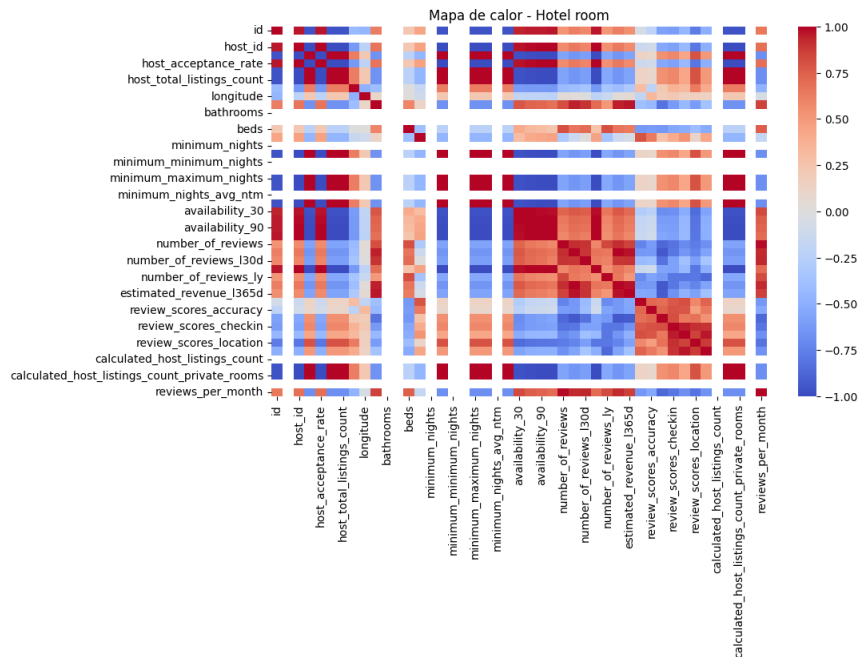 Mapa de calor - Hotel room
id
host_id
host_acceptance_rate
host_total_listings_count
longitude
bathrooms
beds
minimum_nights
minimum_minimum_nights
minimum_maximum_nights
minimum_nights_avg_ntm
availability_30
availability_90
number_of_reviews
number_of_reviews_l30d
number_of_reviews_ly
estimated_revenue_l365d
review_scores_accuracy
review_scores_checkin
review_scores_location
calculated_host_listings_count
calculated_host_listings_count_private_rooms
reviews_per_month
id
host_id
host_acceptance_rate
host_total_listings_count
longitude
bathrooms
beds
minimum_nights
minimum_minimum_nights
minimum_maximum_nights
minimum_nights_avg_ntm
availability_30
availability_90
number_of_reviews
number_of_reviews_l30d
number_of_reviews_ly
estimated_revenue_l365d
review_scores_accuracy
review_scores_checkin
review_scores_location
calculated_host_listings_count
calculated_host_listings_count_private_rooms
reviews_per_month
1.00
0.75
0.50
0.25
0.00
−0.25
−0.50
−0.75
−1.00